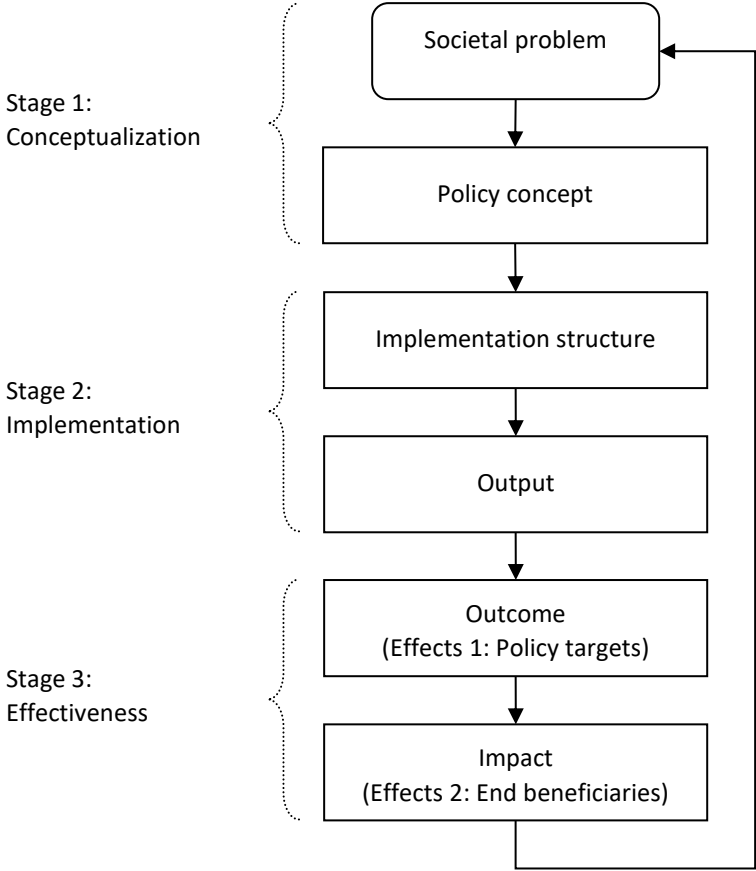 Societal problem
Stage 1:
Conceptualization
Policy concept
Implementation structure
Stage 2:
Implementation
Output
Outcome
(Effects 1: Policy targets)
Stage 3:
Effectiveness
Impact
(Effects 2: End beneficiaries)